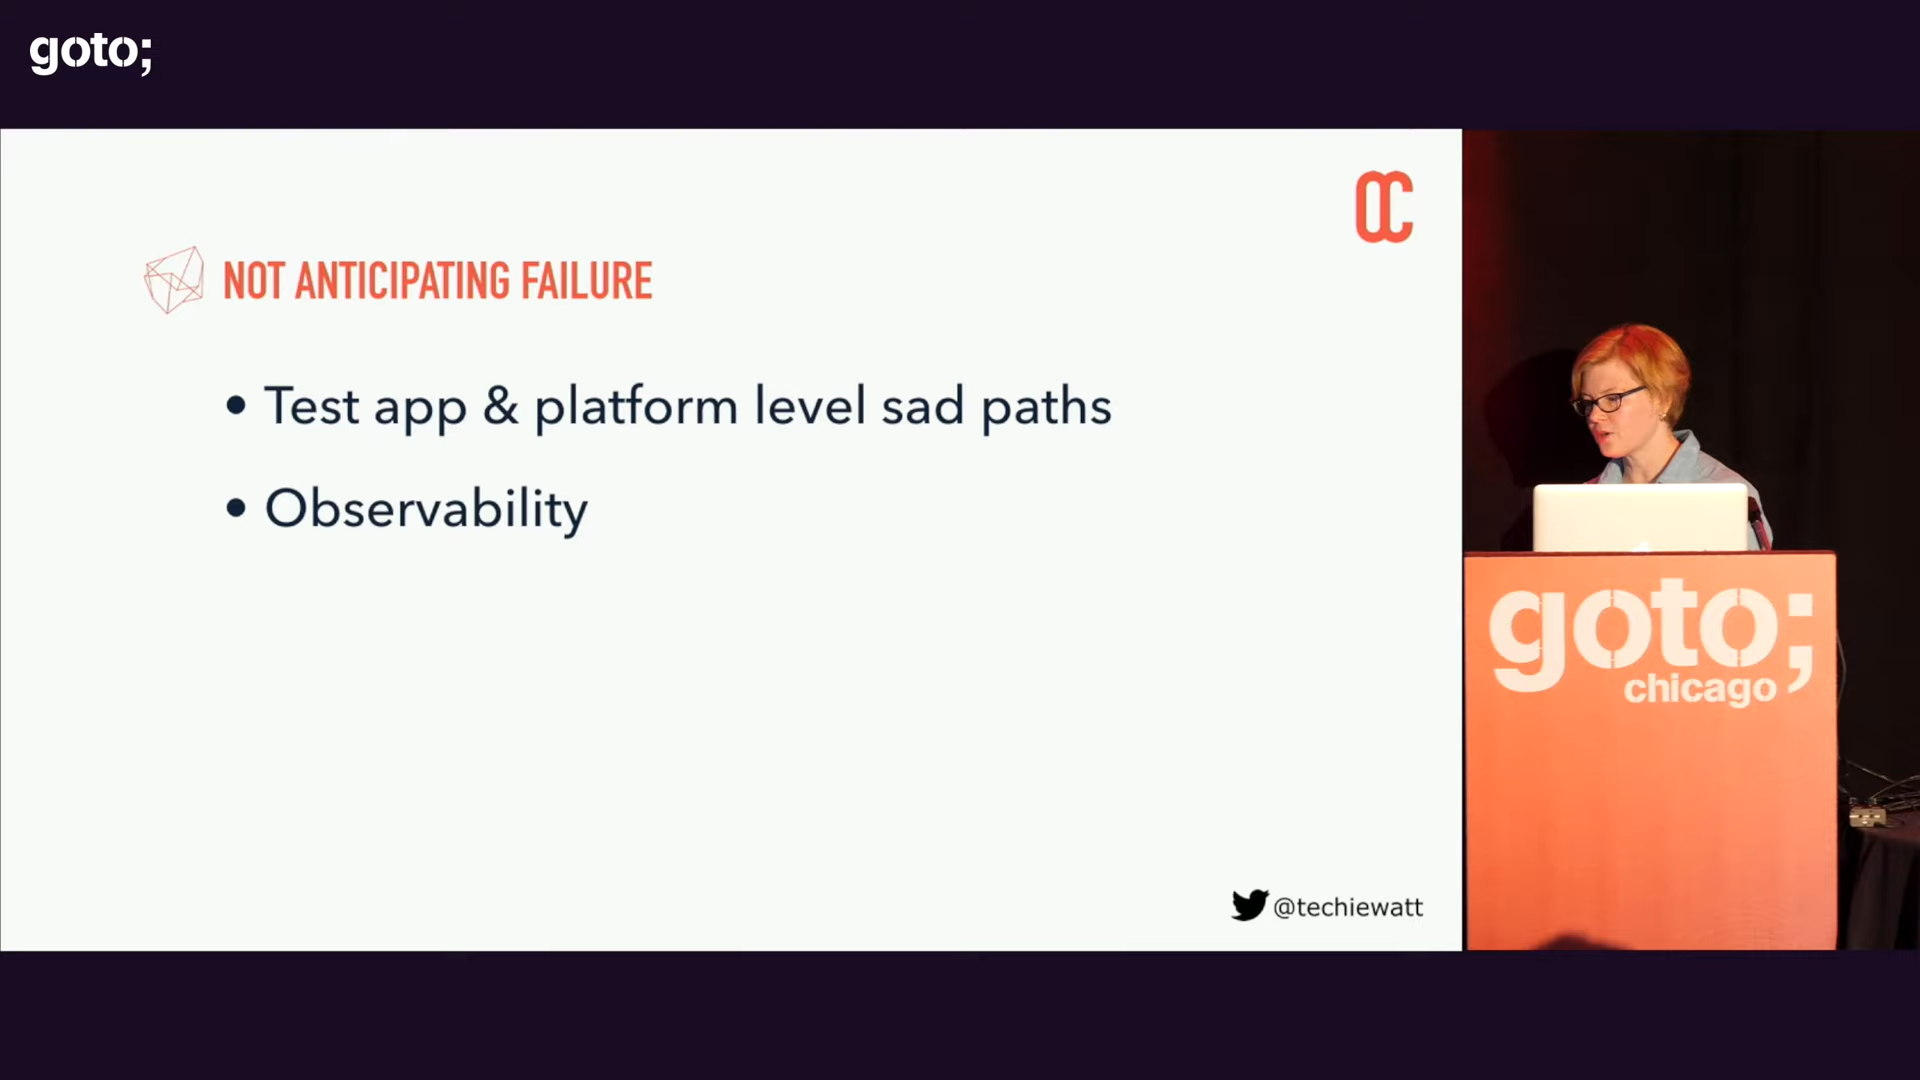 goto;
NOT ANTICIPATING FAILURE
• Test app & platform level sad paths
• Observability
@techiewatt
goto;
chicago